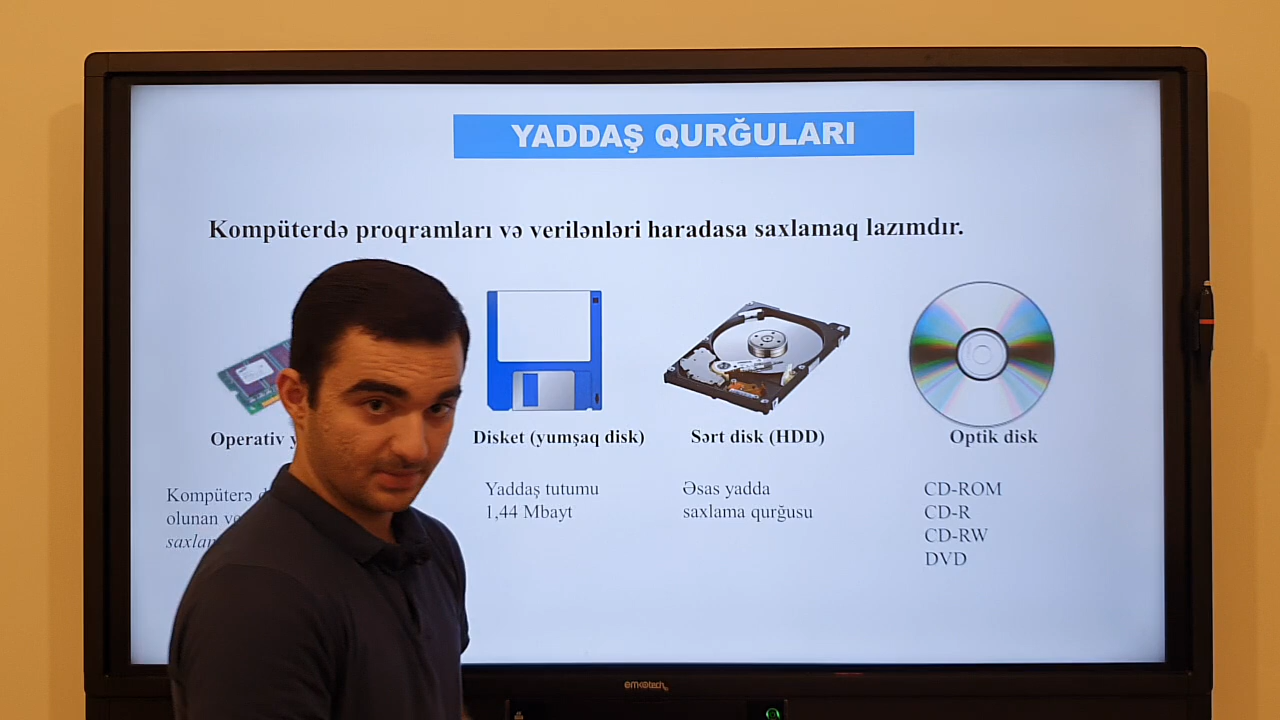 YADDAŞ QURĞULARI
Kompüterdə proqramları və verilənləri haradasa saxlamaq lazımdır.
Operativ
Disket (yumşaq disk)
Sərt disk (HDD)
Optik disk
Kompüterə
olunan
Yaddaş tutumu
1,44 Mbayt
Əsas yadda
saxlama qurğusu
CD-ROM
CD-R
CD-RW
DVD
emkotech